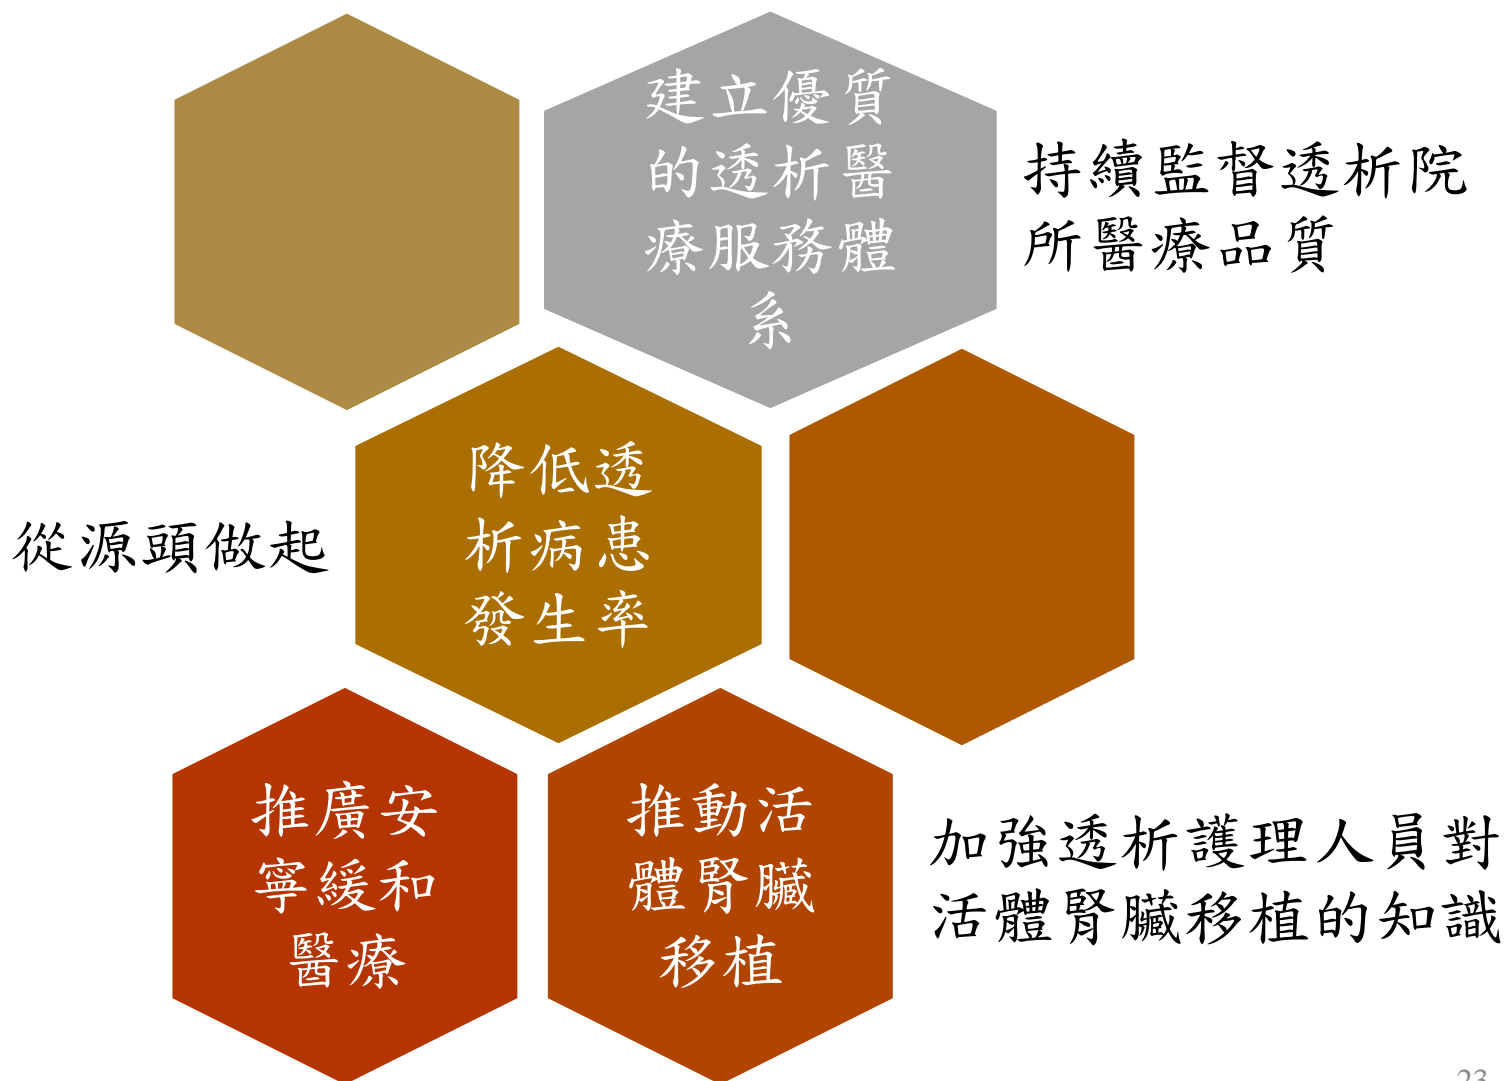 建立優質
的透析醫
療服務體
系
持續監督透析院
所醫療品質
從源頭做起
降低透
析病患
發生率
推廣安
寧緩和
醫療
推動活
體腎臟
移植
加強透析護理人員對
活體腎臟移植的知識
23